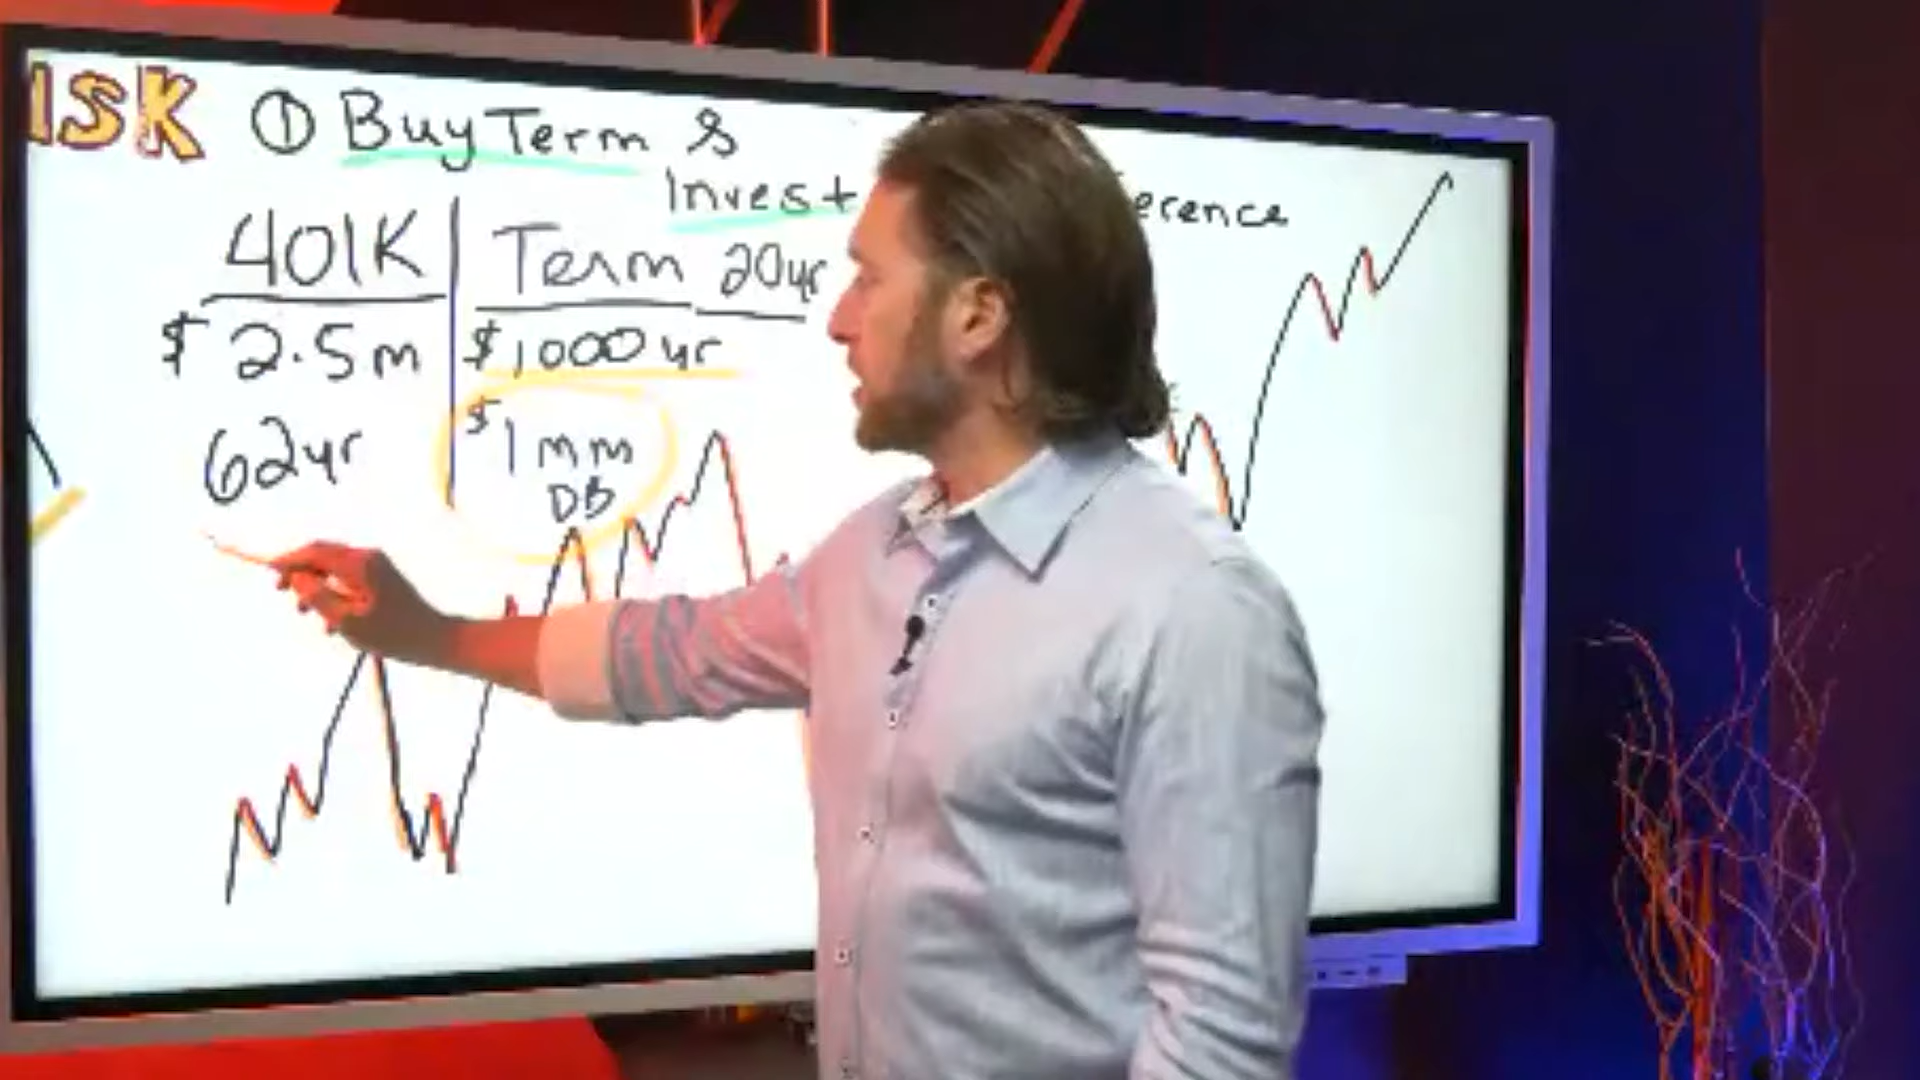 ISK ① Buy Term &
Invest erence
401K Term 20yr
$2.5m $1000 yr
62yr $1mm
DB